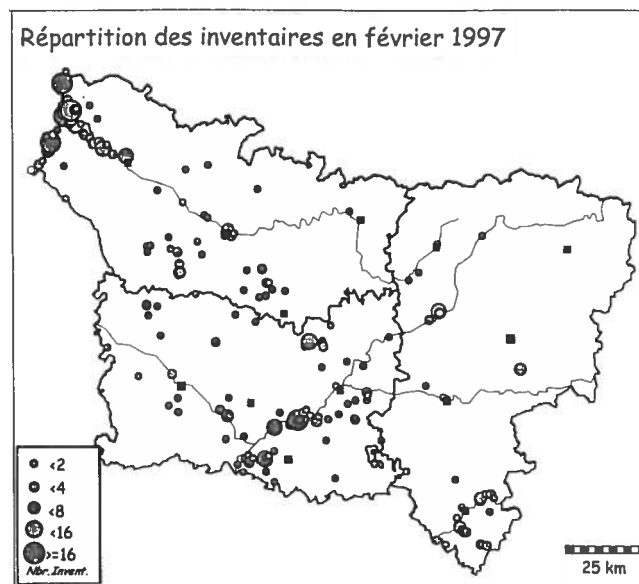 Répartition des inventaires en février 1997
<2
<4
<8
<16
>=16
Nbr.Invent.
25 km